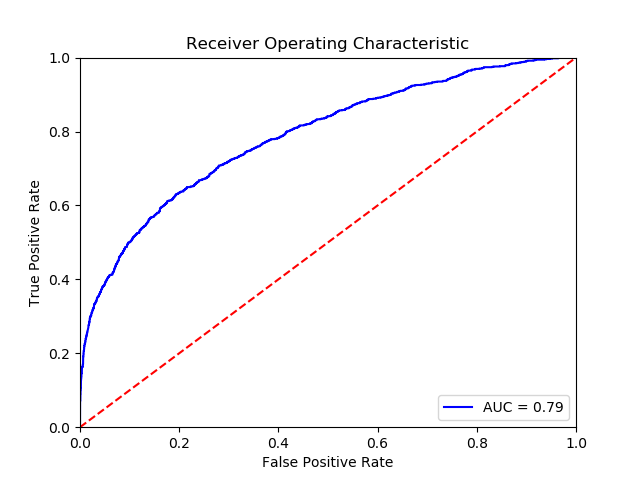 Receiver Operating Characteristic
1.0
0.8
0.6
0.4
0.2
0.0
True Positive Rate
AUC = 0.79
0.0 0.2 0.4 0.6 0.8 1.0
False Positive Rate